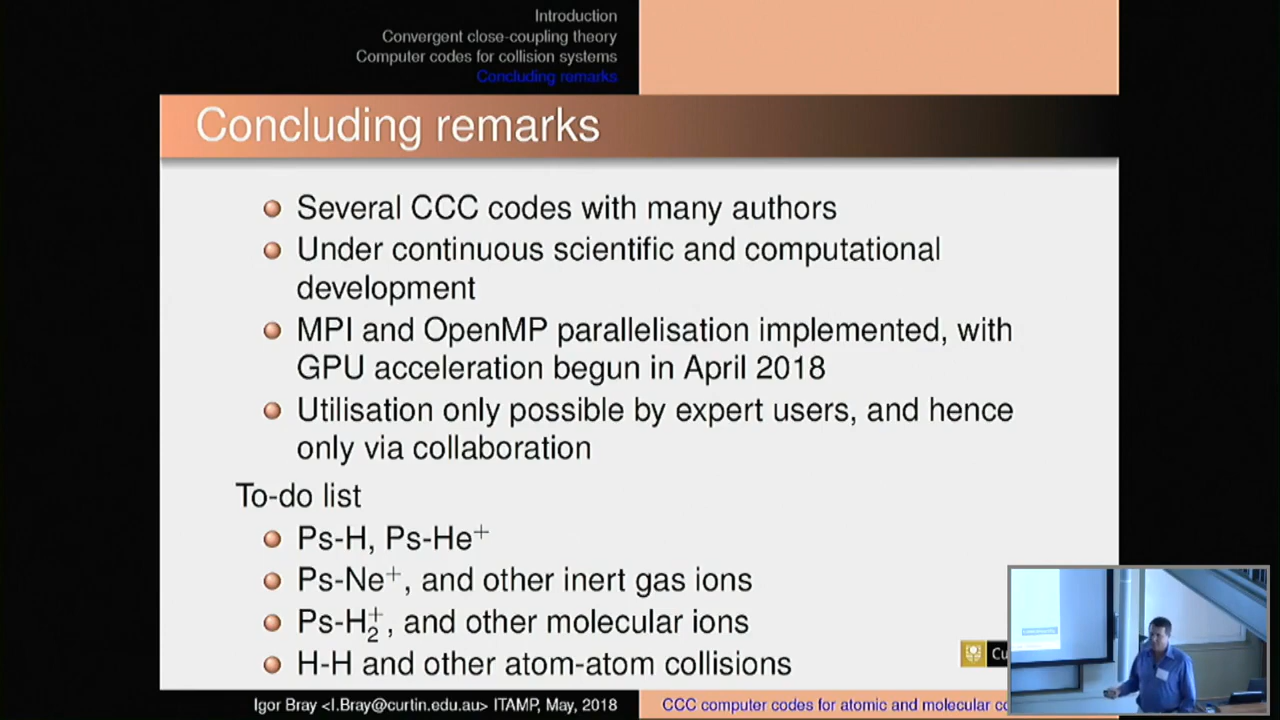 Introduction
Convergent close-coupling theory
Computer codes for collision systems
Concluding remarks
Concluding remarks
Several CCC codes with many authors
Under continuous scientific and computational
development
MPI and OpenMP parallelisation implemented, with
GPU acceleration begun in April 2018
Utilisation only possible by expert users, and hence
only via collaboration
To-do list
Ps-H, Ps-He⁺
Ps-Ne⁺, and other inert gas ions
Ps-H₂⁺, and other molecular ions
H-H and other atom-atom collisions
Igor Bray <I.Bray@curtin.edu.au> ITAMP, May, 2018
CCC computer codes for atomic and molecular